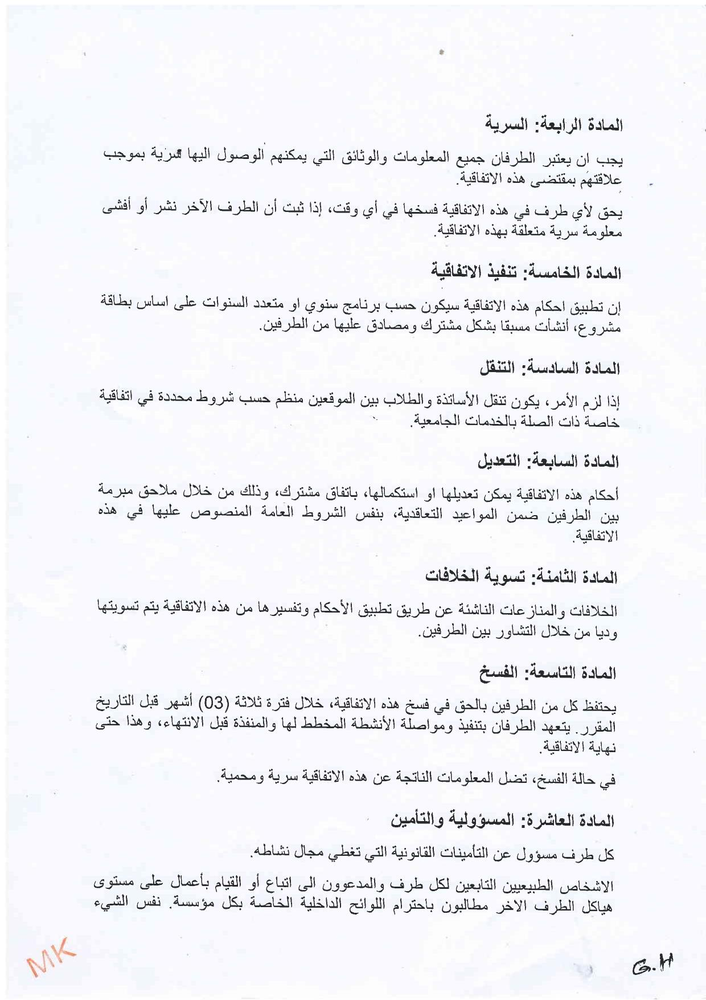 المادة الرابعة: السرية
يجب ان يعتبر الطرفان جميع المعلومات والوثائق التي يمكنهم الوصول اليها سرية بموجب
علاقتهم بمقتضى هذه الاتفاقية.
يحق لأي طرف في هذه الاتفاقية فسخها في أي وقت، إذا ثبت أن الطرف الآخر نشر أو أفشى
معلومة سرية متعلقة بهذه الاتفاقية.
المادة الخامسة: تنفيذ الاتفاقية
إن تطبيق احكام هذه الاتفاقية سيكون حسب برنامج سنوي او متعدد السنوات على اساس بطاقة
مشروع، أنشأت مسبقا بشكل مشترك ومصادق عليها من الطرفين.
المادة السادسة: التنقل
إذا لزم الأمر، يكون تنقل الأساتذة والطلاب بين الموقعين منظم حسب شروط محددة في اتفاقية
خاصة ذات الصلة بالخدمات الجامعية.
المادة السابعة: التعديل
أحكام هذه الاتفاقية يمكن تعديلها او استكمالها، باتفاق مشترك، وذلك من خلال ملاحق مبرمة
بين الطرفين ضمن المواعيد التعاقدية، بنفس الشروط العامة المنصوص عليها في هذه
الاتفاقية.
المادة الثامنة: تسوية الخلافات
الخلافات والمنازعات الناشئة عن طريق تطبيق الأحكام وتفسيرها من هذه الاتفاقية يتم تسويتها
وديا من خلال التشاور بين الطرفين.
المادة التاسعة: الفسخ
يحتفظ كل من الطرفين بالحق في فسخ هذه الاتفاقية، خلال فترة ثلاثة (03) أشهر قبل التاريخ
المقرر. يتعهد الطرفان بتنفيذ ومواصلة الأنشطة المخطط لها والمنفذة قبل الانتهاء، وهذا حتى
نهاية الاتفاقية.
في حالة الفسخ، تضل المعلومات الناتجة عن هذه الاتفاقية سرية ومحمية.
المادة العاشرة: المسؤولية والتأمين
كل طرف مسؤول عن التأمينات القانونية التي تغطي مجال نشاطه.
الاشخاص الطبيعيين التابعين لكل طرف والمدعوون الى اتباع أو القيام بأعمال على مستوى
هياكل الطرف الاخر مطالبون باحترام اللوائح الداخلية الخاصة بكل مؤسسة. نفس الشيء
MK
G.H